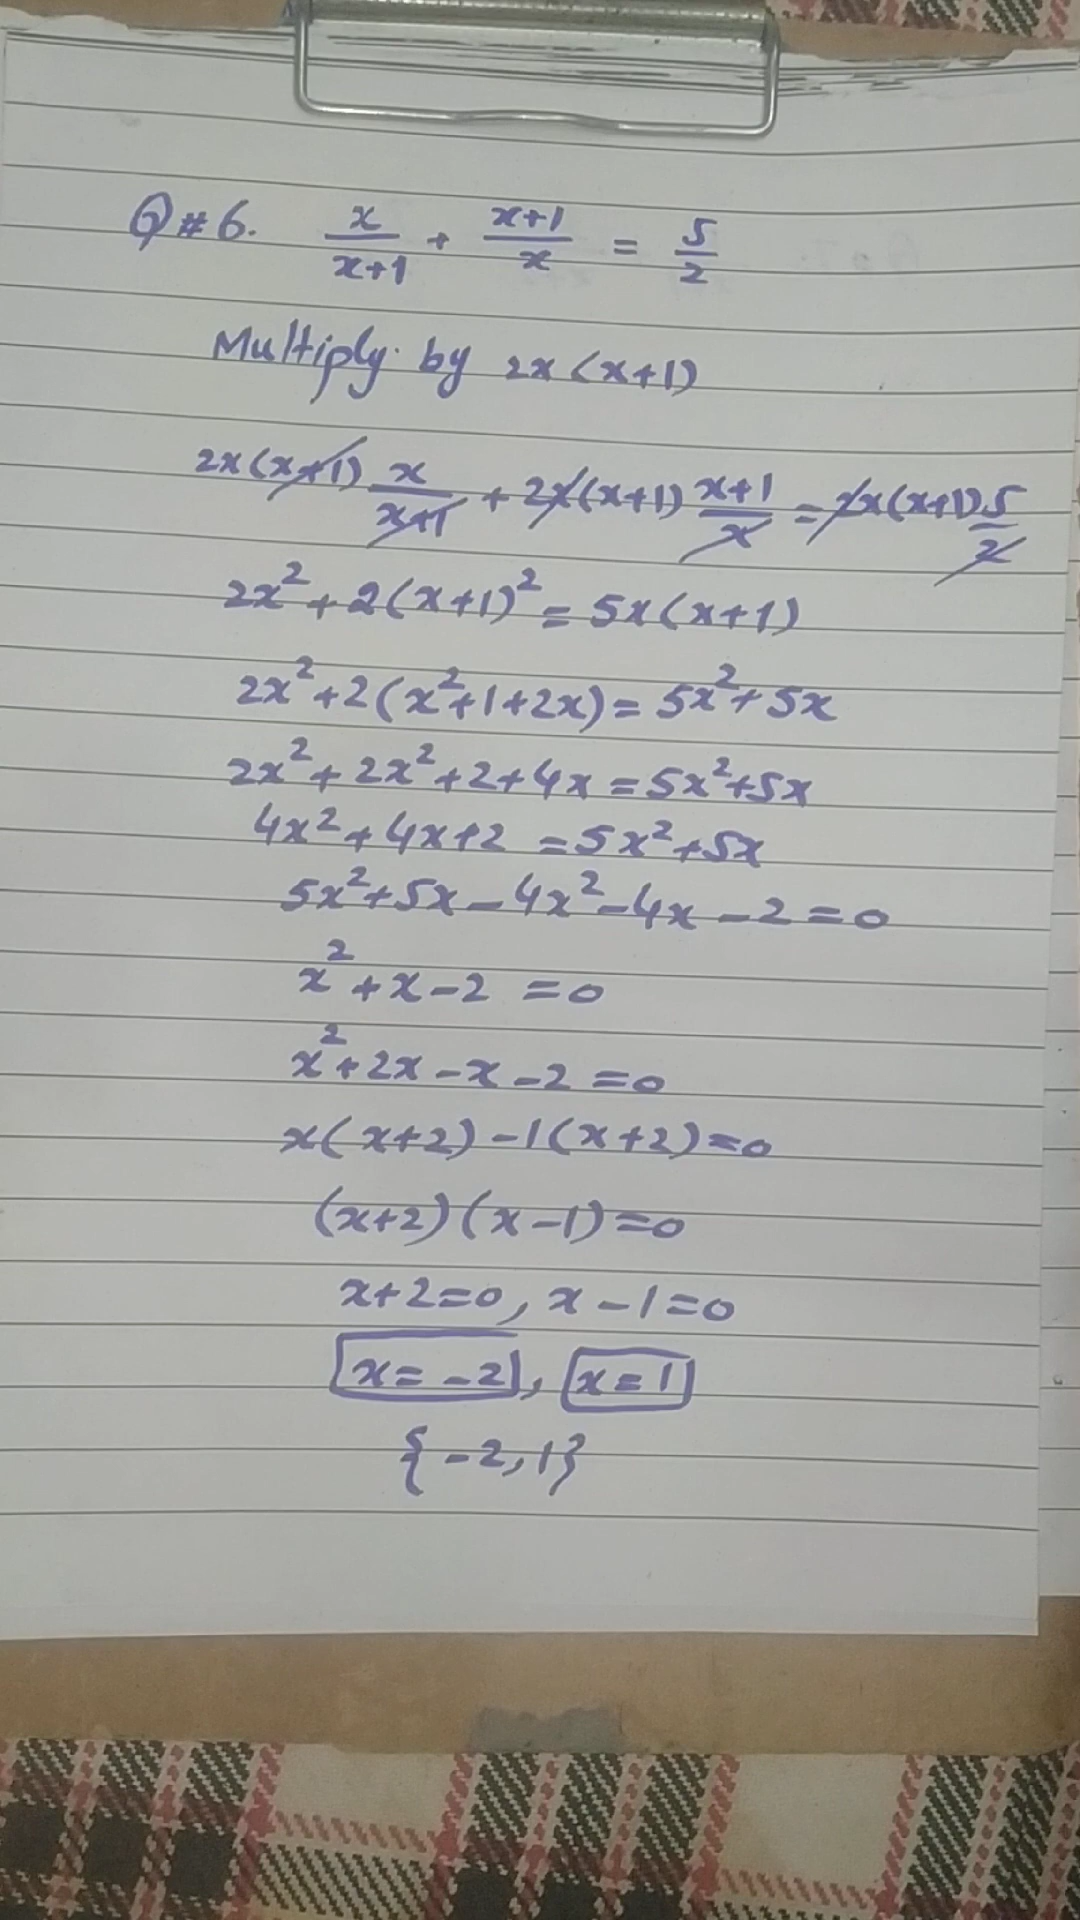 Q#6. x/(x+1) + (x+1)/x = 5/2
Multiply by 2x(x+1)
2x(x+1) x/(x+1) + 2x(x+1) (x+1)/x = 2x(x+1) 5/2
2x² + 2(x+1)² = 5x(x+1)
2x² + 2(x²+1+2x) = 5x² + 5x
2x² + 2x² + 2 + 4x = 5x² + 5x
4x² + 4x + 2 = 5x² + 5x
5x² + 5x - 4x² - 4x - 2 = 0
x² + x - 2 = 0
x² + 2x - x - 2 = 0
x(x+2) - 1(x+2) = 0
(x+2)(x-1) = 0
x+2=0, x-1=0
x = -2, x = 1
{-2, 1}